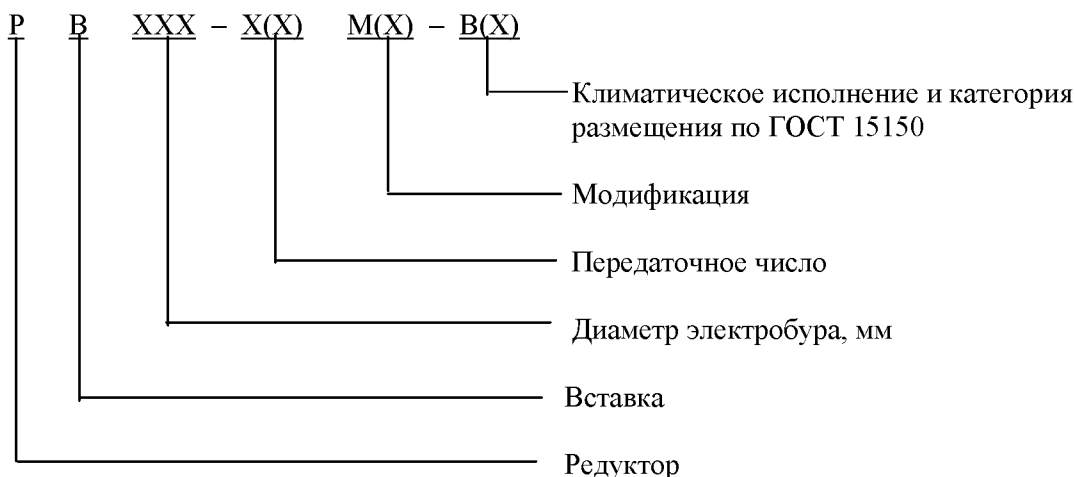 Р В ХХХ – Х(Х) М(Х) – В(Х)
Климатическое исполнение и категория
размещения по ГОСТ 15150
Модификация
Передаточное число
Диаметр электробура, мм
Вставка
Редуктор